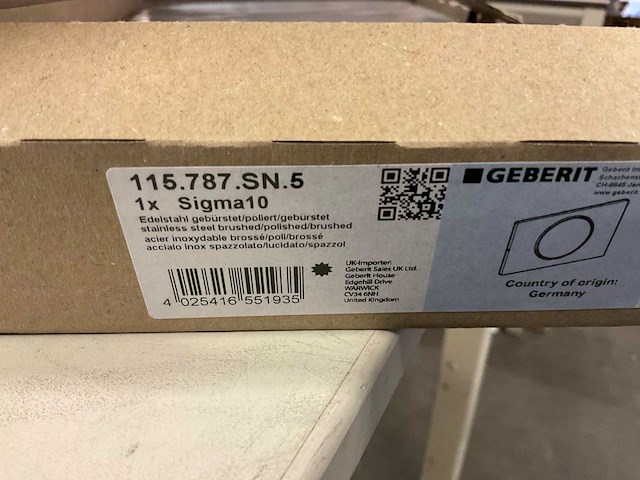 115.787.SN.5
1x Sigma10
Edelstahl gebürstet/poliert/gebürstet
stainless steel brushed/polished/brushed
acier inoxydable brossé/poli/brossé
acciaio inox spazzolato/lucidato/spazzol
4 025416 551935
UK-Importer:
Geberit Sales UK Ltd.
Geberit House
Edgehill Drive
WARWICK
CV34 6NH
United Kingdom
GEBERIT
Geberit
Country of origin:
Germany